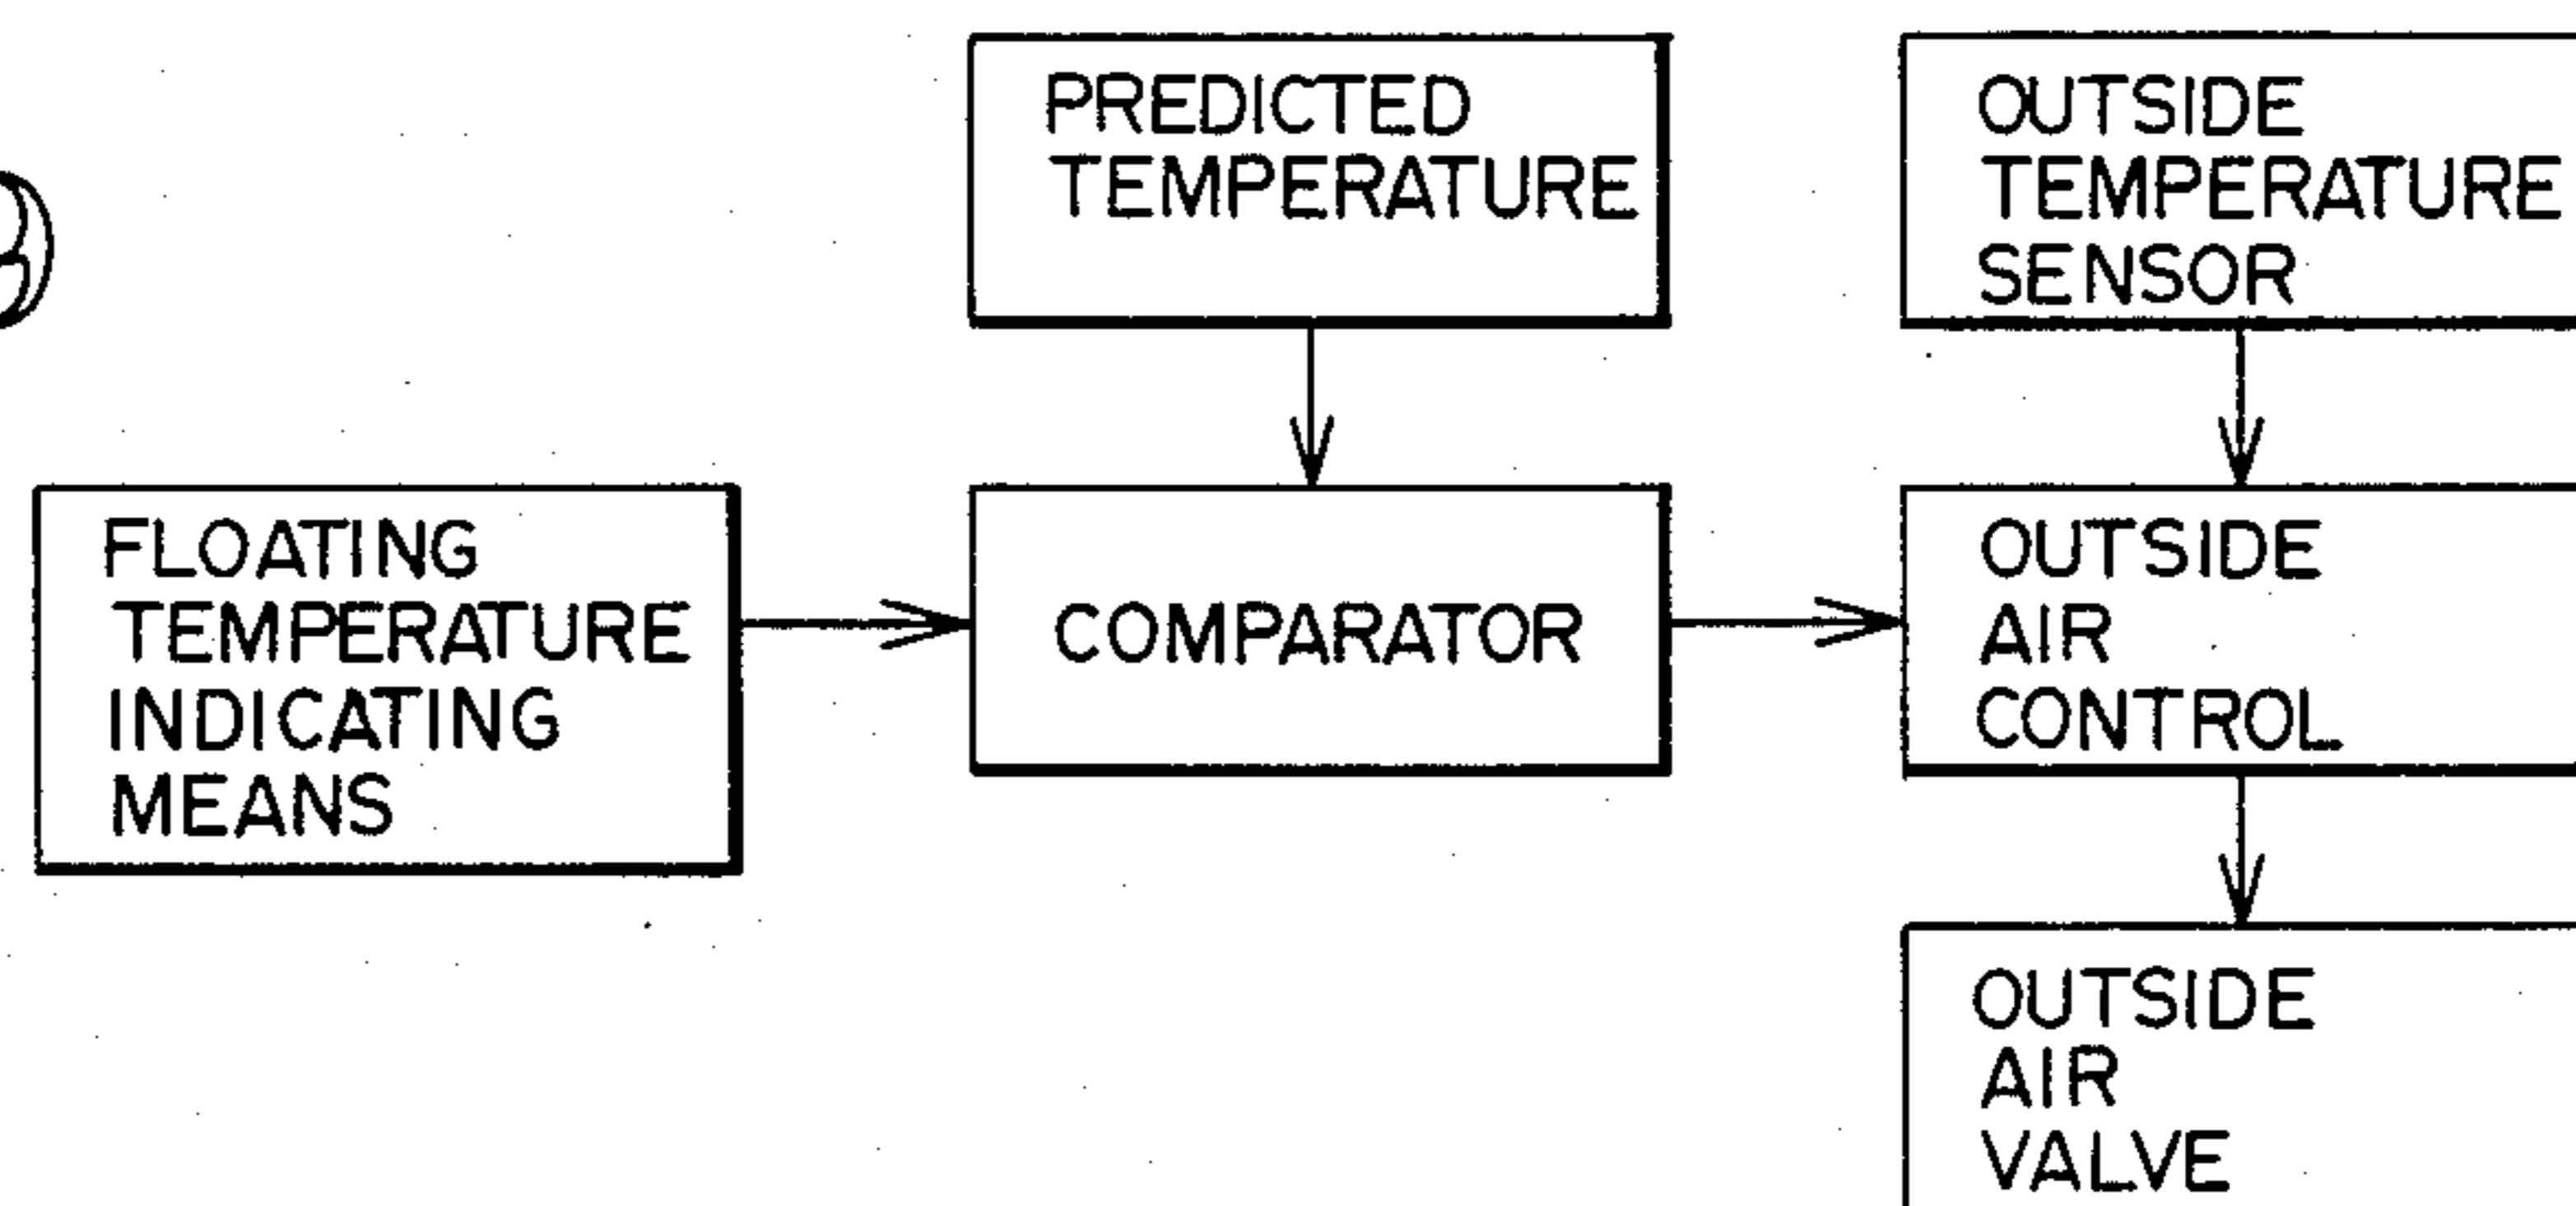 PREDICTED
TEMPERATURE
OUTSIDE
TEMPERATURE
SENSOR
FLOATING
TEMPERATURE
INDICATING
MEANS
COMPARATOR
OUTSIDE
AIR
CONTROL
OUTSIDE
AIR
VALVE